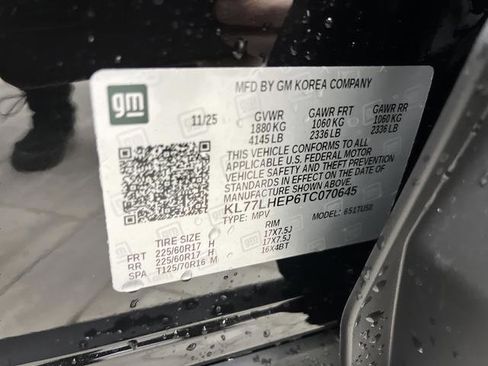 gm
MFD BY GM KOREA COMPANY
11/25 GVWR GAWR FRT GAWR RR
1880 KG 1060 KG 1060 KG
4145 LB 2336 LB 2336 LB
THIS VEHICLE CONFORMS TO ALL
APPLICABLE U.S. FEDERAL MOTOR
VEHICLE SAFETY AND THEFT PREVENTION
STANDARDS IN EFFECT ON THE DATE OF
MANUFACTURE SHOWN ABOVE.
KL77LHEP6TC070645
TYPE: MPV MODEL: 651TUSI
TIRE SIZE RIM
FRT 225/60R17 H 17X7.5J
RR 225/60R17 H 17X7.5J
SPA T125/70R16 M 16X4BT